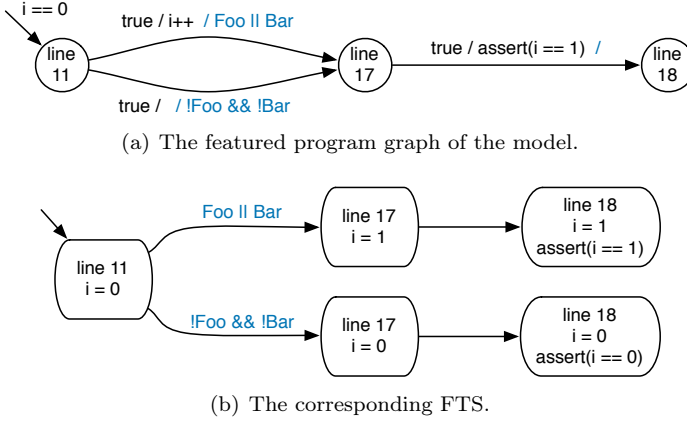 i == 0
true / i++ / Foo || Bar
line
11
line
17
true / assert(i == 1) /
line
18
true / / !Foo && !Bar
(a) The featured program graph of the model.
Foo || Bar
line 17
i = 1
line 18
i = 1
assert(i == 1)
line 11
i = 0
!Foo && !Bar
line 17
i = 0
line 18
i = 0
assert(i == 0)
(b) The corresponding FTS.